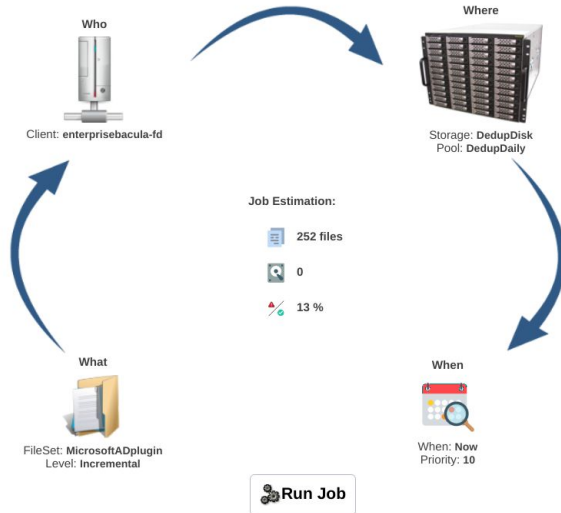 Who
Client: enterprisebacula-fd
Where
Storage: DedupDisk
Pool: DedupDaily
Job Estimation:
252 files
0
13 %
What
FileSet: MicrosoftADplugin
Level: Incremental
When
When: Now
Priority: 10
Run Job